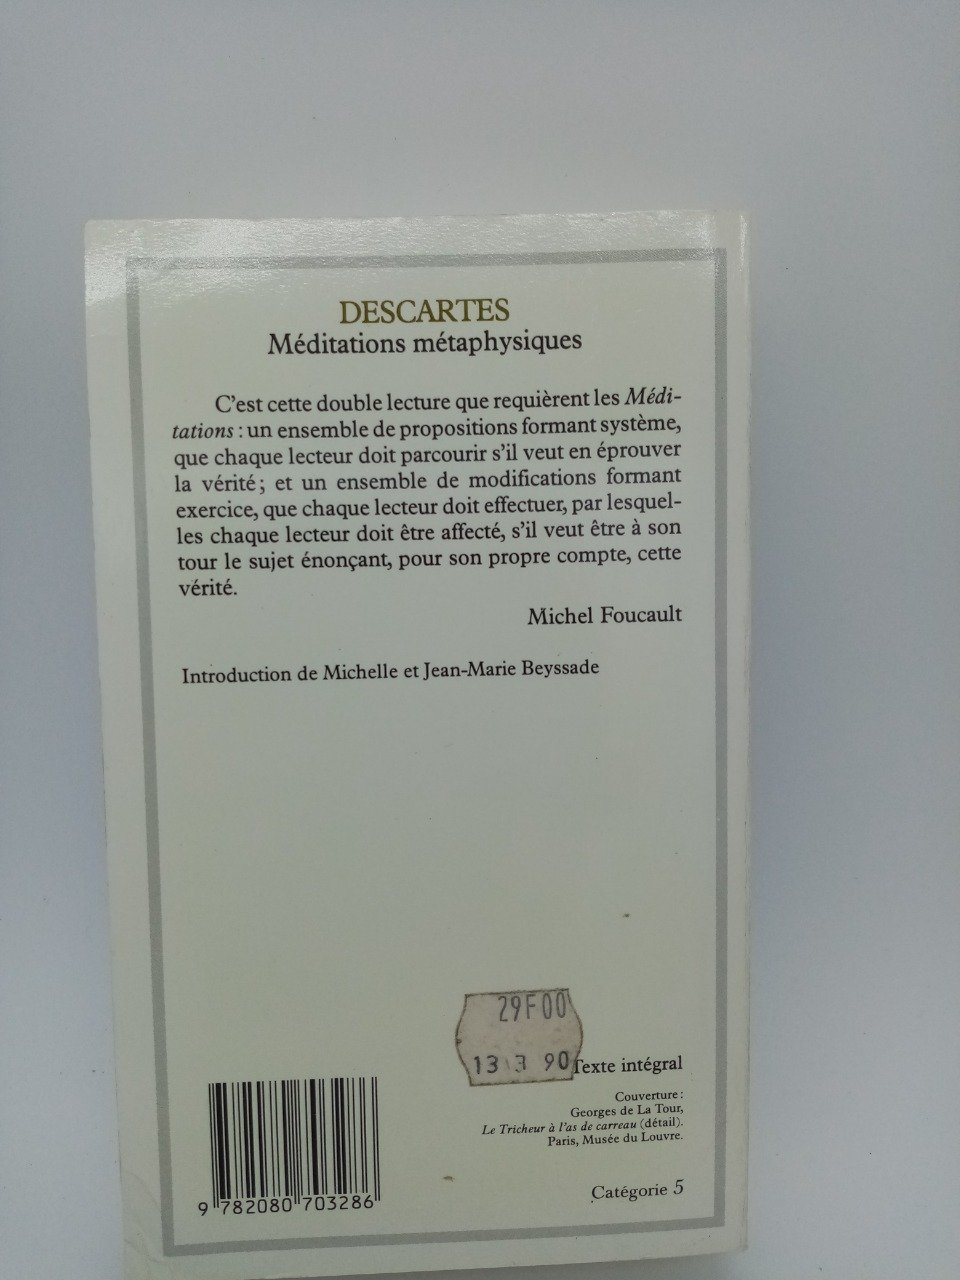 DESCARTES
Méditations métaphysiques
C'est cette double lecture que requièrent les Médi-
tations : un ensemble de propositions formant système,
que chaque lecteur doit parcourir s'il veut en éprouver
la vérité ; et un ensemble de modifications formant
exercice, que chaque lecteur doit effectuer, par lesquel-
les chaque lecteur doit être affecté, s'il veut être à son
tour le sujet énonçant, pour son propre compte, cette
vérité.
Michel Foucault
Introduction de Michelle et Jean-Marie Beyssade
29F00
13 3 90
Texte intégral
Couverture :
Georges de La Tour,
Le Tricheur à l'as de carreau (détail).
Paris, Musée du Louvre.
Catégorie 5
9 782080 703286